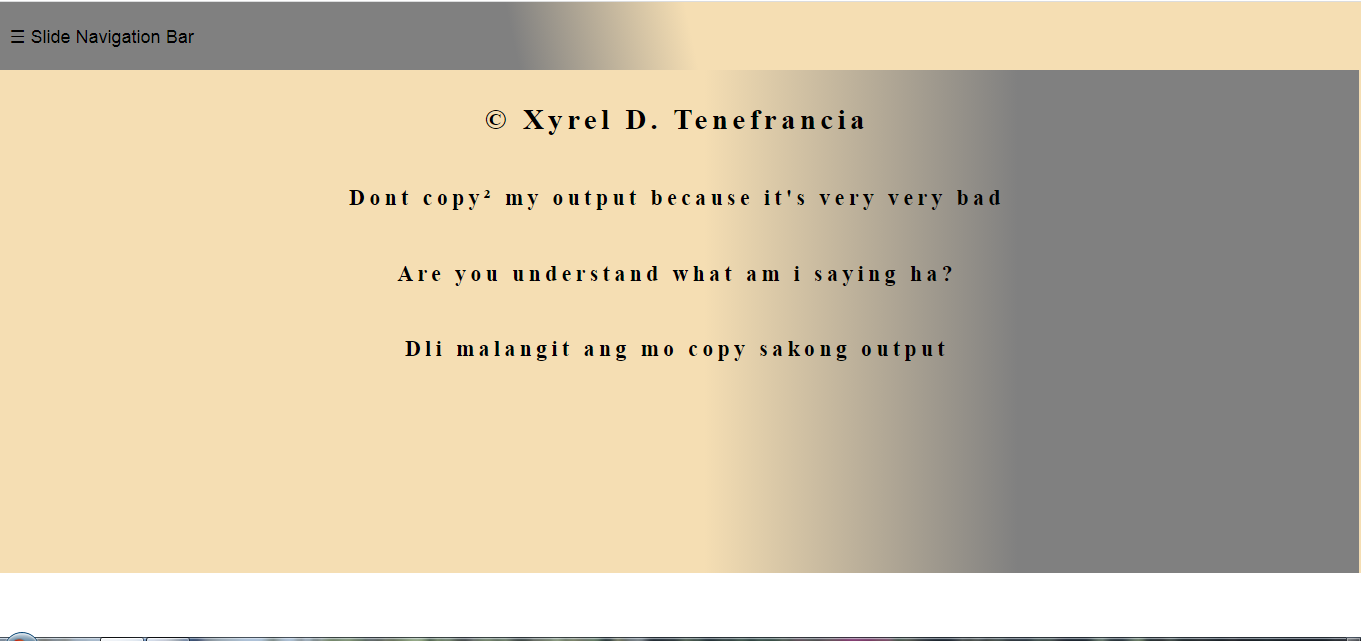 ☰ Slide Navigation Bar
© Xyrel D. Tenefrancia
Dont copy² my output because it's very very bad
Are you understand what am i saying ha?
Dli malangit ang mo copy sakong output